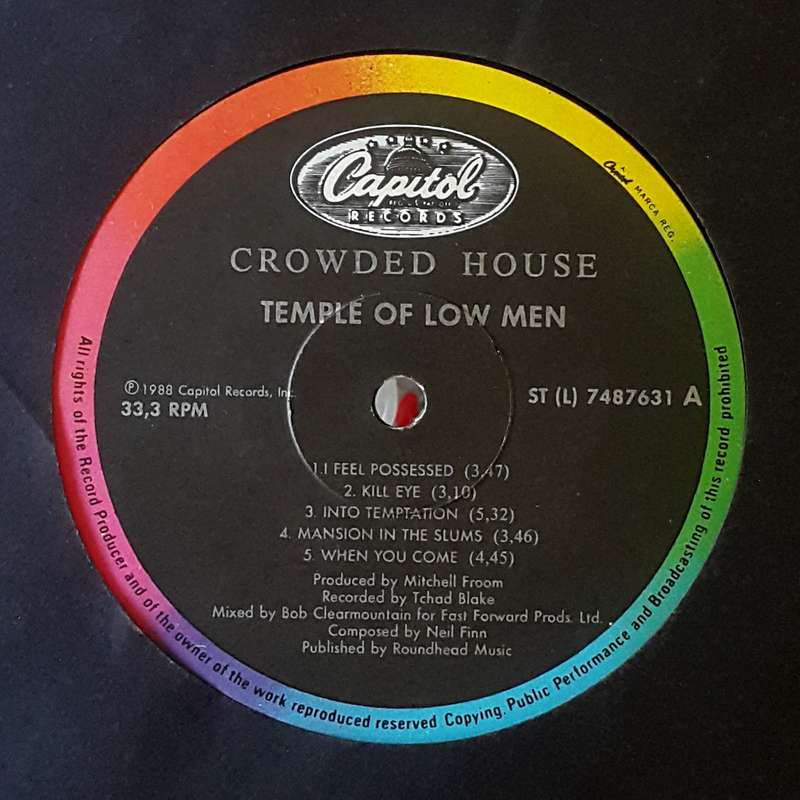 Capitol
RECORDS
Capitol
MARCA REG.
CROWDED HOUSE
TEMPLE OF LOW MEN
℗ 1988 Capitol Records, Inc.
33,3 RPM
ST (L) 7487631 A
1. I FEEL POSSESSED (3,47)
2. KILL EYE (3,10)
3. INTO TEMPTATION (5,32)
4. MANSION IN THE SLUMS (3,46)
5. WHEN YOU COME (4,45)
Produced by Mitchell Froom
Recorded by Tchad Blake
Mixed by Bob Clearmountain for Fast Forward Prods. Ltd.
Composed by Neil Finn
Published by Roundhead Music
All rights of the Record Producer and of the owner of the work reproduced reserved Copying, Public Performance and Broadcasting of this record prohibited